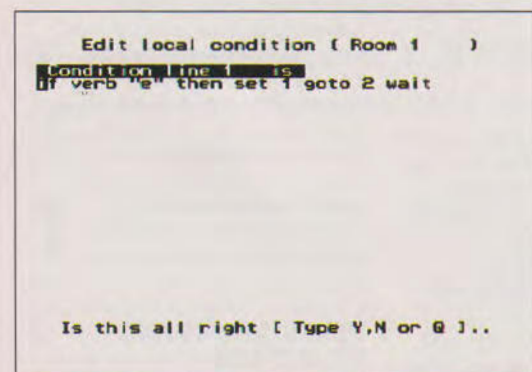 Edit local condition ( Room 1 )
Condition line 1 is
if verb "e" then set 1 goto 2 wait
Is this all right [ Type Y,N or Q ]..